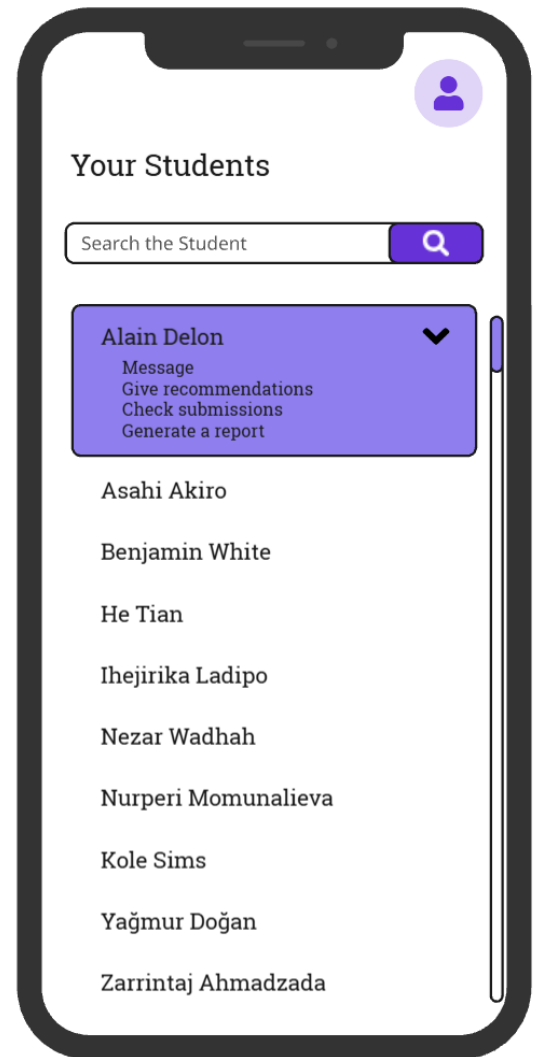 Your Students
Search the Student
Alain Delon
Message
Give recommendations
Check submissions
Generate a report
Asahi Akiro
Benjamin White
He Tian
Ihejirika Ladipo
Nezar Wadhah
Nurperi Momunalieva
Kole Sims
Yağmur Doğan
Zarrintaj Ahmadzada